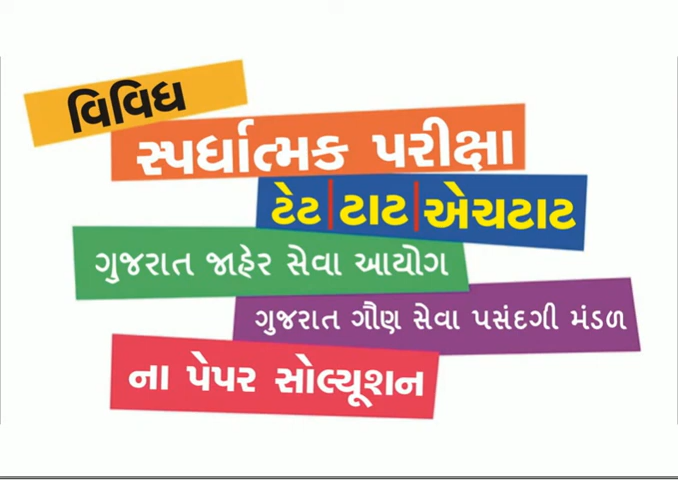 વિવિધ
સ્પર્ધાત્મક પરીક્ષા
ટેટ|ટાટ|એચટાટ
ગુજરાત જાહેર સેવા આયોગ
ગુજરાત ગૌણ સેવા પસંદગી મંડળ
ના પેપર સોલ્યૂશન